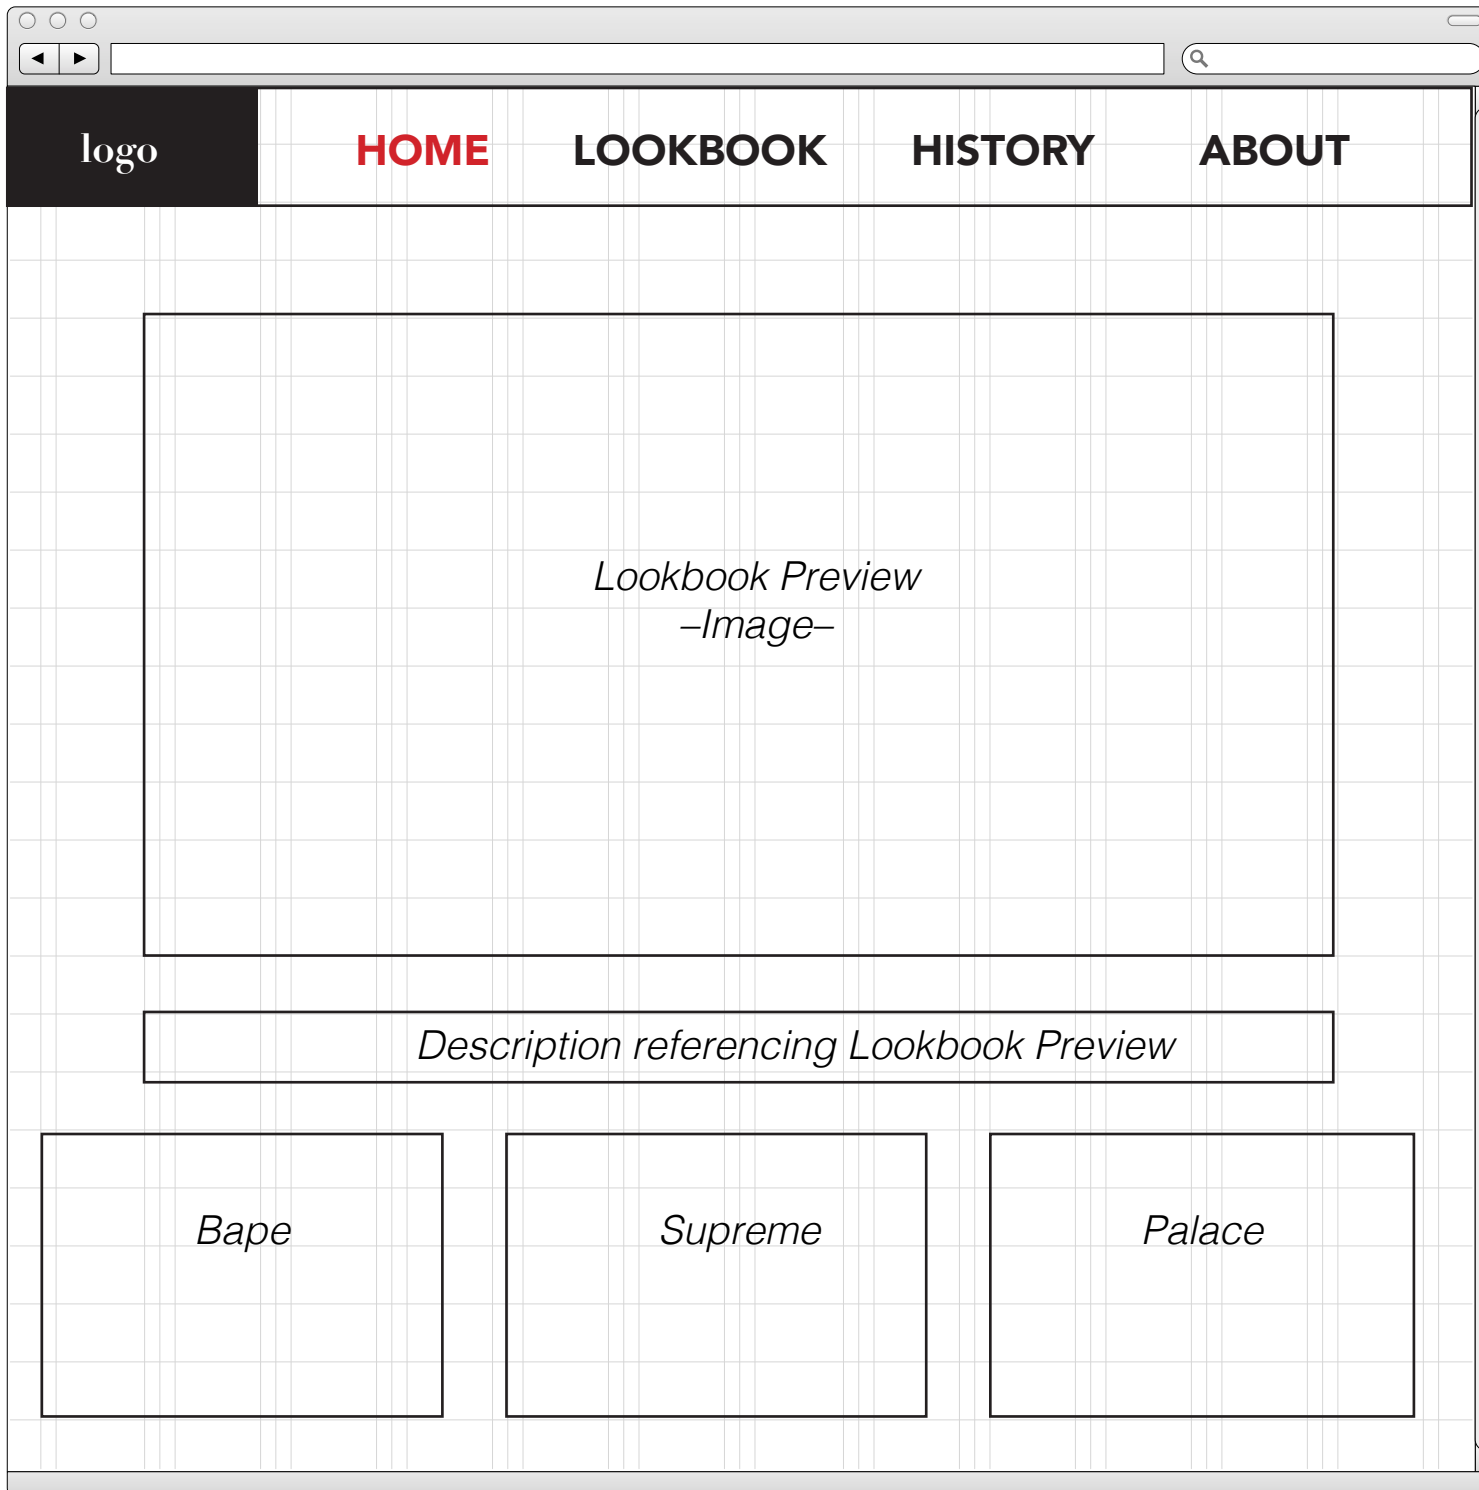 logo
HOME LOOKBOOK HISTORY ABOUT
Lookbook Preview
–Image–
Description referencing Lookbook Preview
Bape
Supreme
Palace